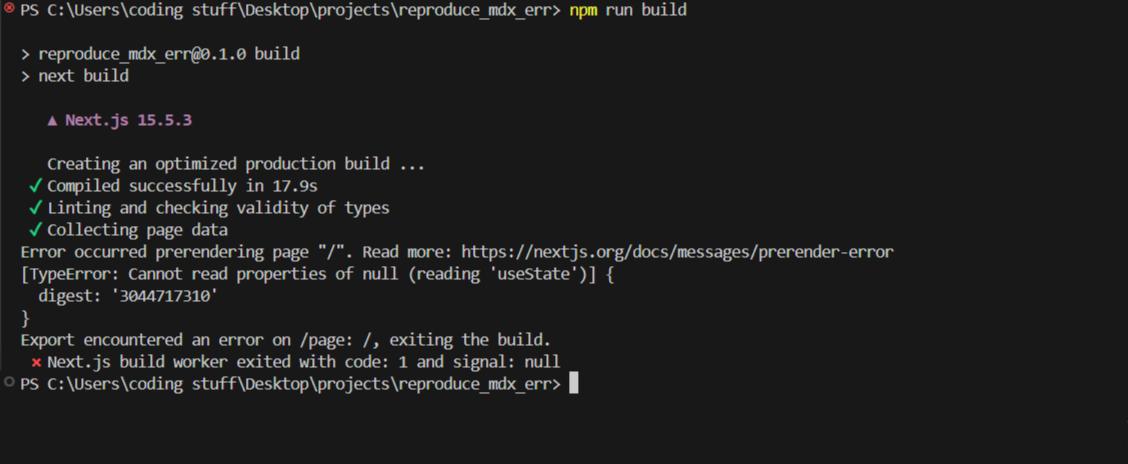 PS C:\Users\coding stuff\Desktop\projects\reproduce_mdx_err> npm run build
> reproduce_mdx_err@0.1.0 build
> next build
▲ Next.js 15.5.3
Creating an optimized production build ...
✓ Compiled successfully in 17.9s
✓ Linting and checking validity of types
✓ Collecting page data
Error occurred prerendering page "/". Read more: https://nextjs.org/docs/messages/prerender-error
[TypeError: Cannot read properties of null (reading 'useState')] {
digest: '3044717310'
}
Export encountered an error on /page: /, exiting the build.
⨯ Next.js build worker exited with code: 1 and signal: null
PS C:\Users\coding stuff\Desktop\projects\reproduce_mdx_err>